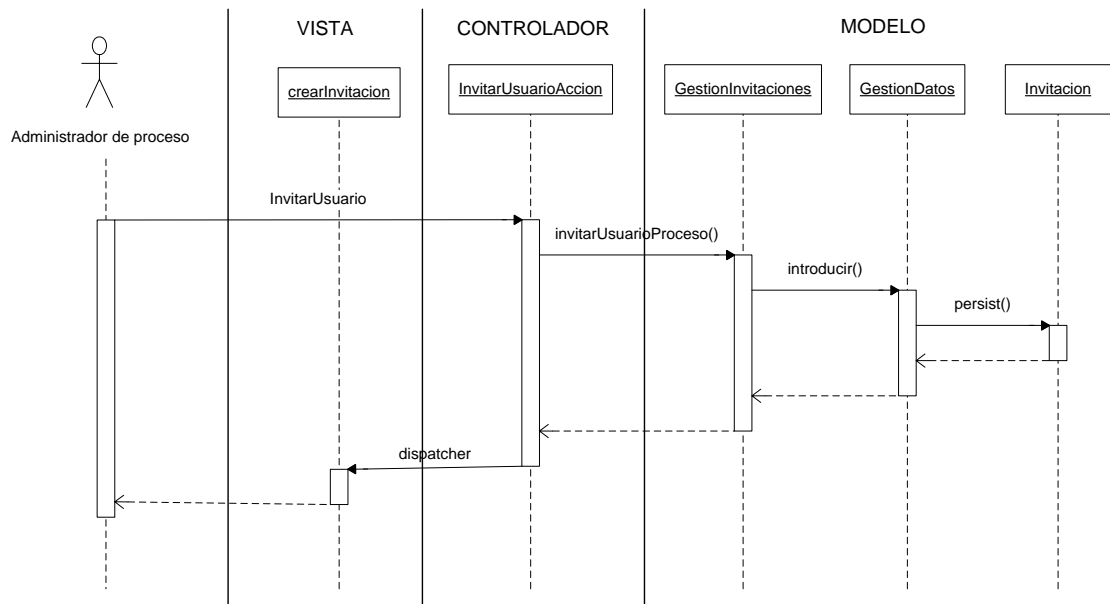 VISTA
CONTROLADOR
MODELO
crearInvitacion
InvitarUsuarioAccion
GestionInvitaciones
GestionDatos
Invitacion
Administrador de proceso
InvitarUsuario
invitarUsuarioProceso()
introducir()
persist()
dispatcher